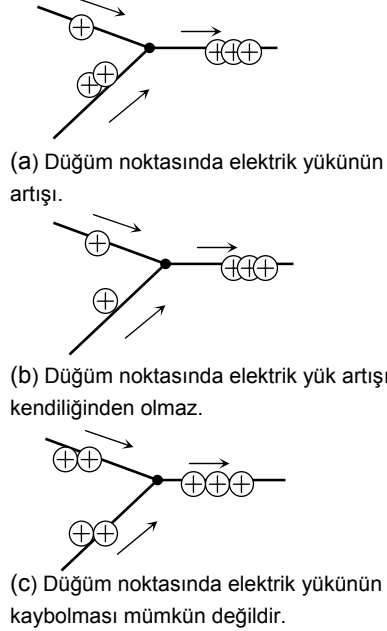 (a) Düğüm noktasında elektrik yükünün
artışı.
(b) Düğüm noktasında elektrik yük artışı
kendiliğinden olmaz.
(c) Düğüm noktasında elektrik yükünün
kaybolması mümkün değildir.